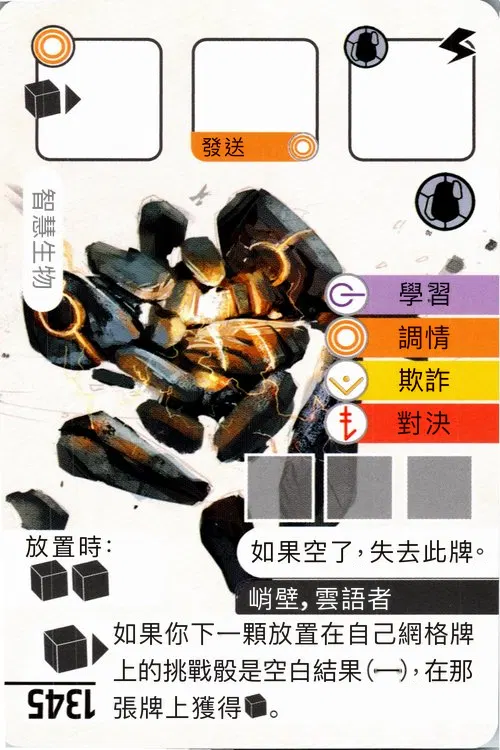 發送
智慧生物
學習
調情
欺詐
對決
放置時：
如果空了，失去此牌。
峭壁，雲語者
如果你下一顆放置在自己網格牌
上的挑戰骰是空白結果(—)，在那
張牌上獲得。
1345